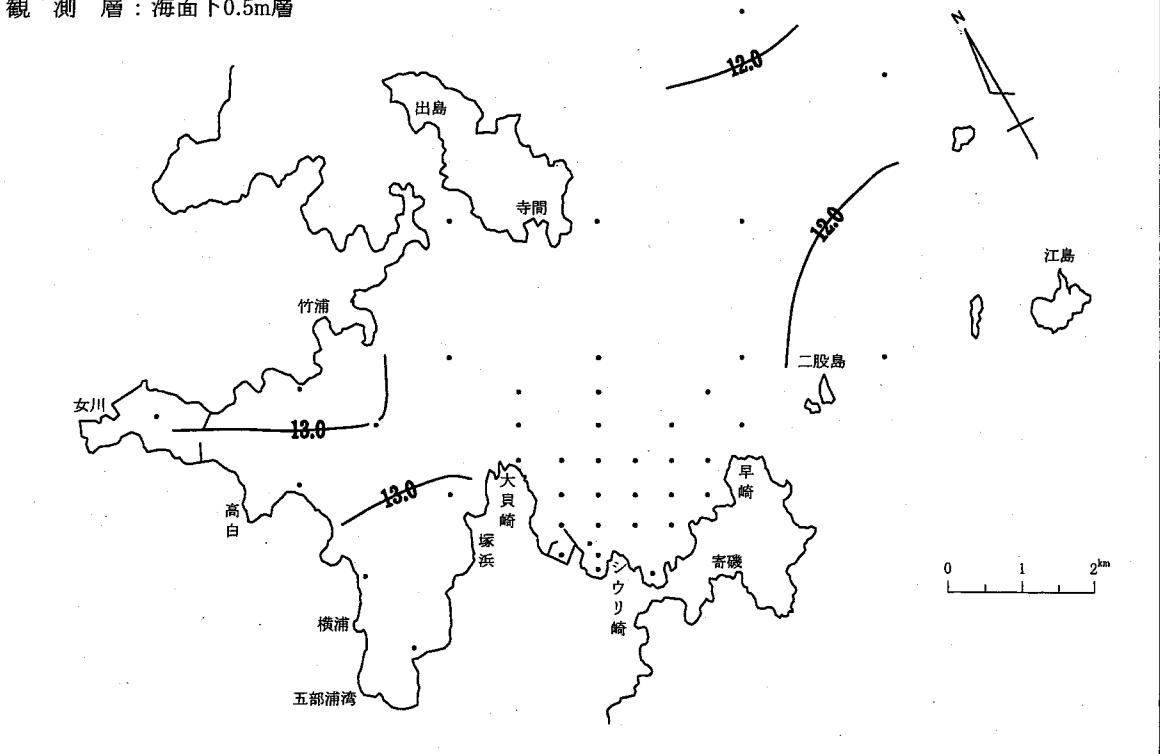 観 測 層：海面下0.5m層
12.0
N
出島
寺間
12.0
江島
竹浦
二股島
女川
13.0
13.0
高白
大貝崎
早崎
塚浜
シウリ崎
寄磯
0 1 2km
横浦
五部浦湾